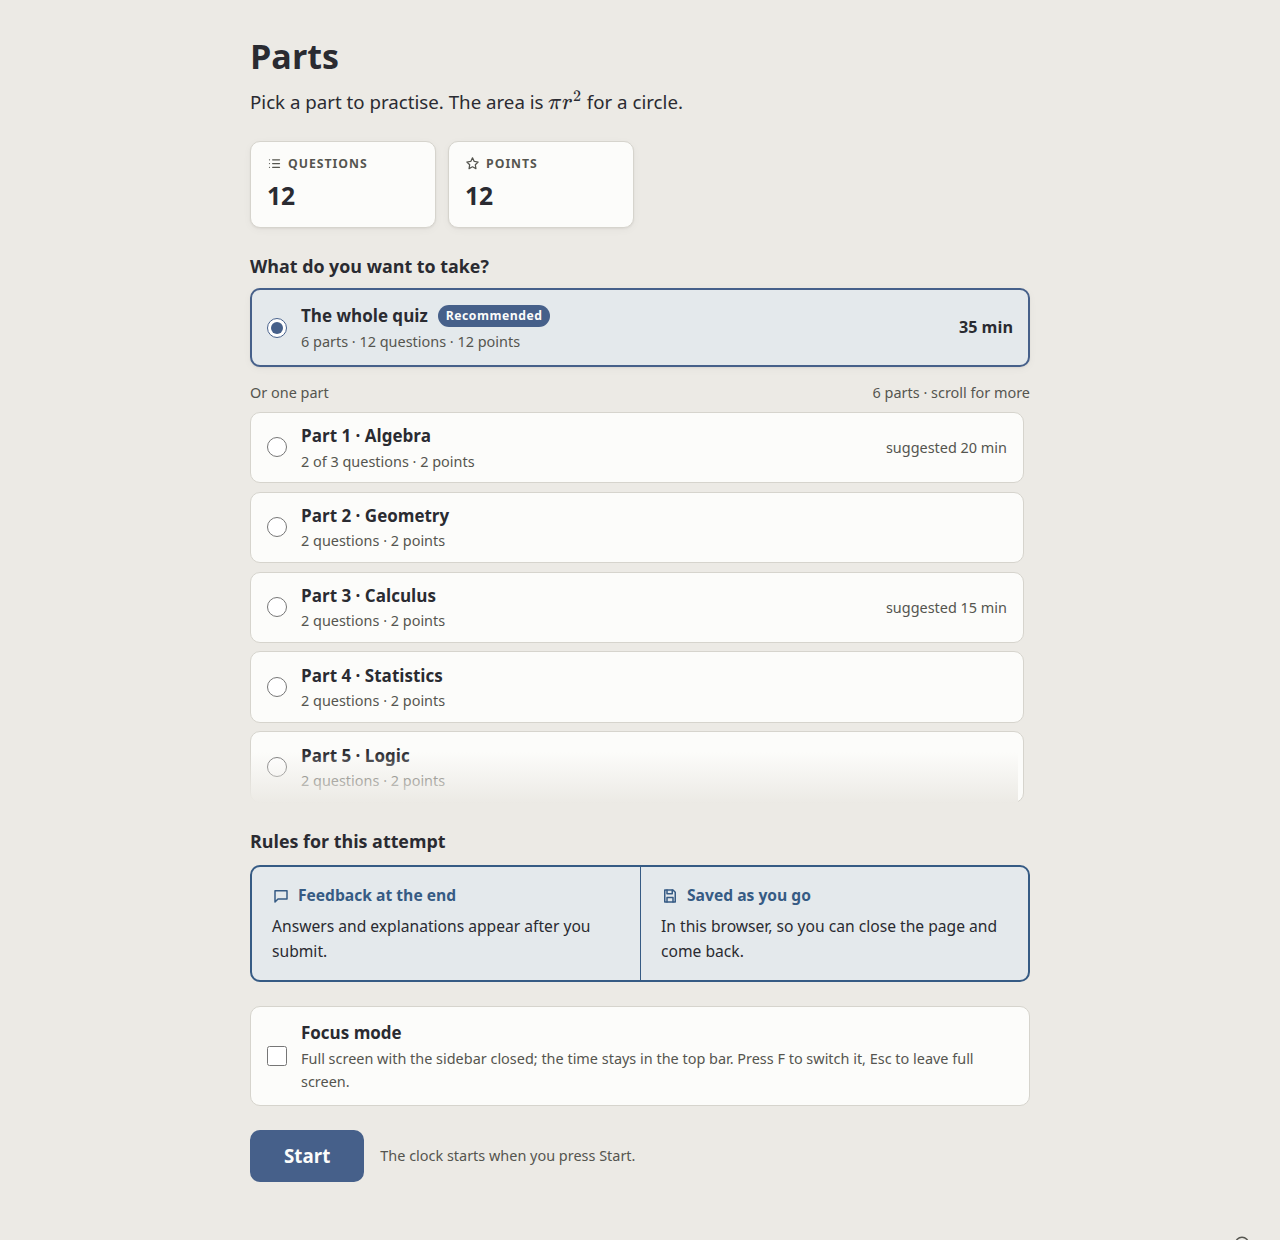 Parts
Pick a part to practise. The area is πr² for a circle.
QUESTIONS
12
POINTS
12
What do you want to take?
The whole quiz Recommended
6 parts · 12 questions · 12 points
35 min
Or one part
6 parts · scroll for more
Part 1 · Algebra
2 of 3 questions · 2 points
suggested 20 min
Part 2 · Geometry
2 questions · 2 points
Part 3 · Calculus
2 questions · 2 points
suggested 15 min
Part 4 · Statistics
2 questions · 2 points
Part 5 · Logic
2 questions · 2 points
Rules for this attempt
Feedback at the end
Answers and explanations appear after you
submit.
Saved as you go
In this browser, so you can close the page and
come back.
Focus mode
Full screen with the sidebar closed; the time stays in the top bar. Press F to switch it, Esc to leave full
screen.
Start
The clock starts when you press Start.